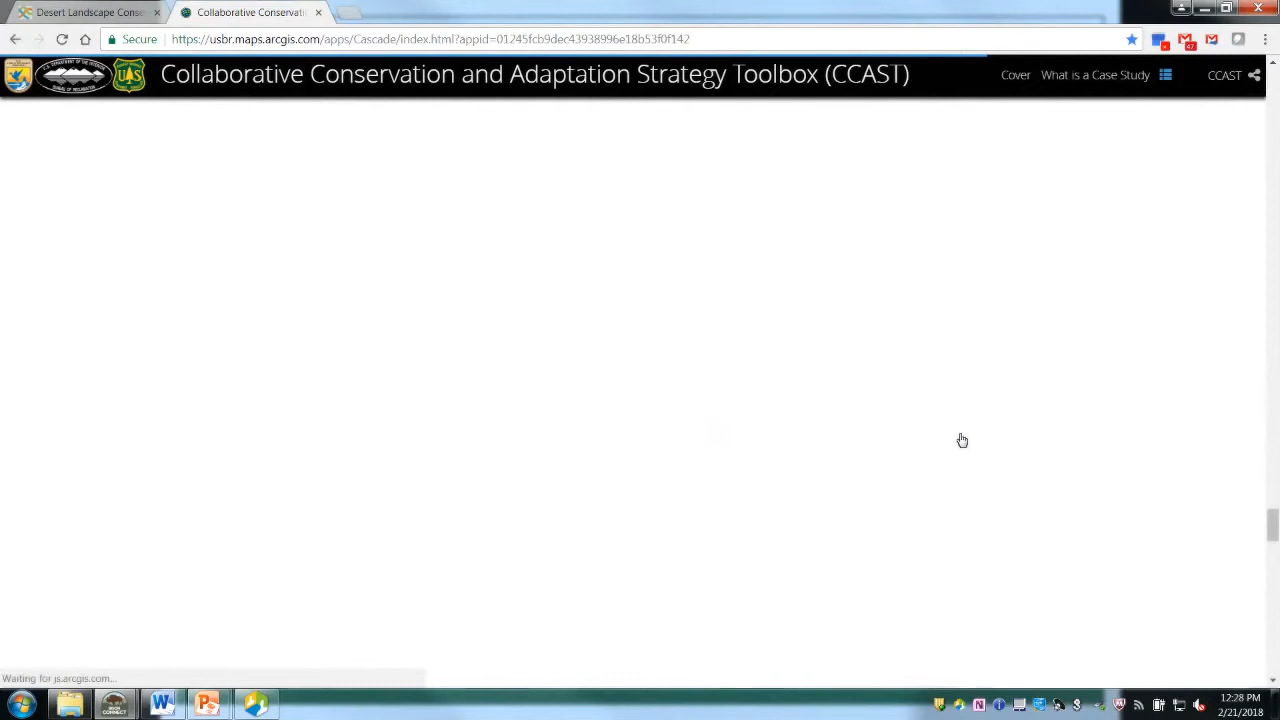 Desert Landscape Conse
Collaborative Conservati
Secure
https://usbr.maps.arcgis.com/apps/Cascade/index.html?appid=01245fcb9dec43938996e18b53f0f142
47
Collaborative Conservation and Adaptation Strategy Toolbox (CCAST)
Cover
What is a Case Study
CCAST
Waiting for js.arcgis.com...
12:28 PM
2/21/2018